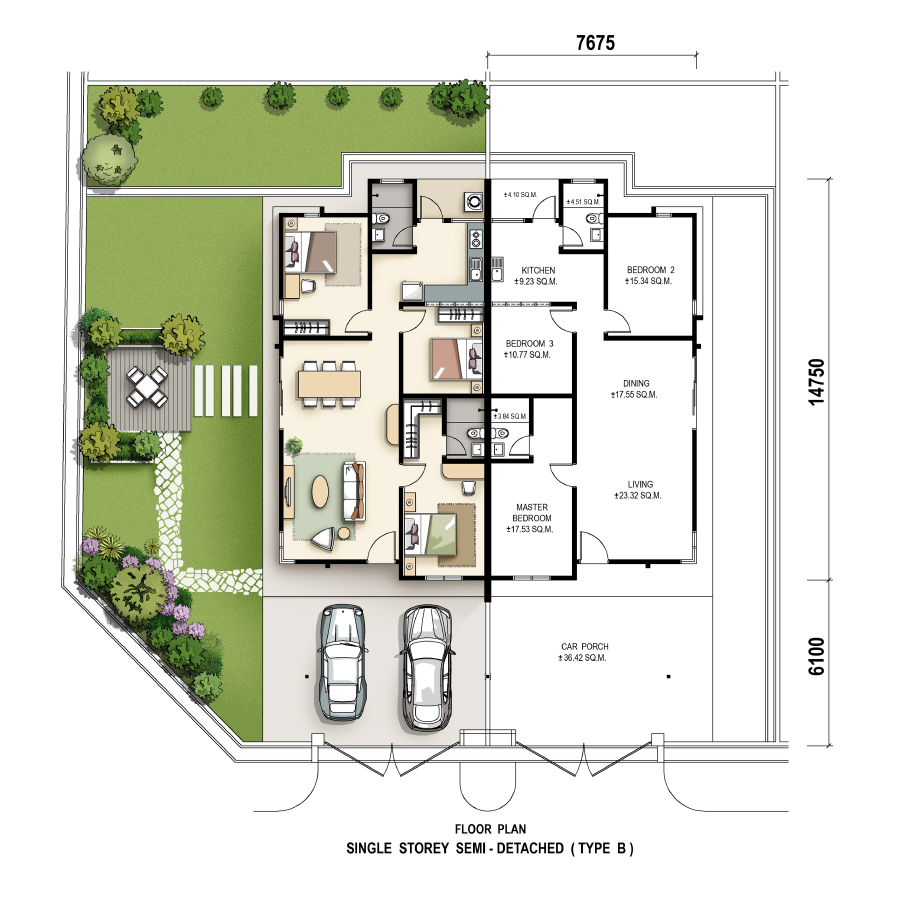 7675
±4.10 SQ.M.
±4.51 SQ.M.
KITCHEN
±9.23 SQ.M.
BEDROOM 2
±15.34 SQ.M.
BEDROOM 3
±10.77 SQ.M.
DINING
±17.55 SQ.M.
14750
±3.84 SQ.M.
LIVING
±23.32 SQ.M.
MASTER
BEDROOM
±17.53 SQ.M.
CAR PORCH
±36.42 SQ.M.
6100
FLOOR PLAN
SINGLE STOREY SEMI-DETACHED ( TYPE B )